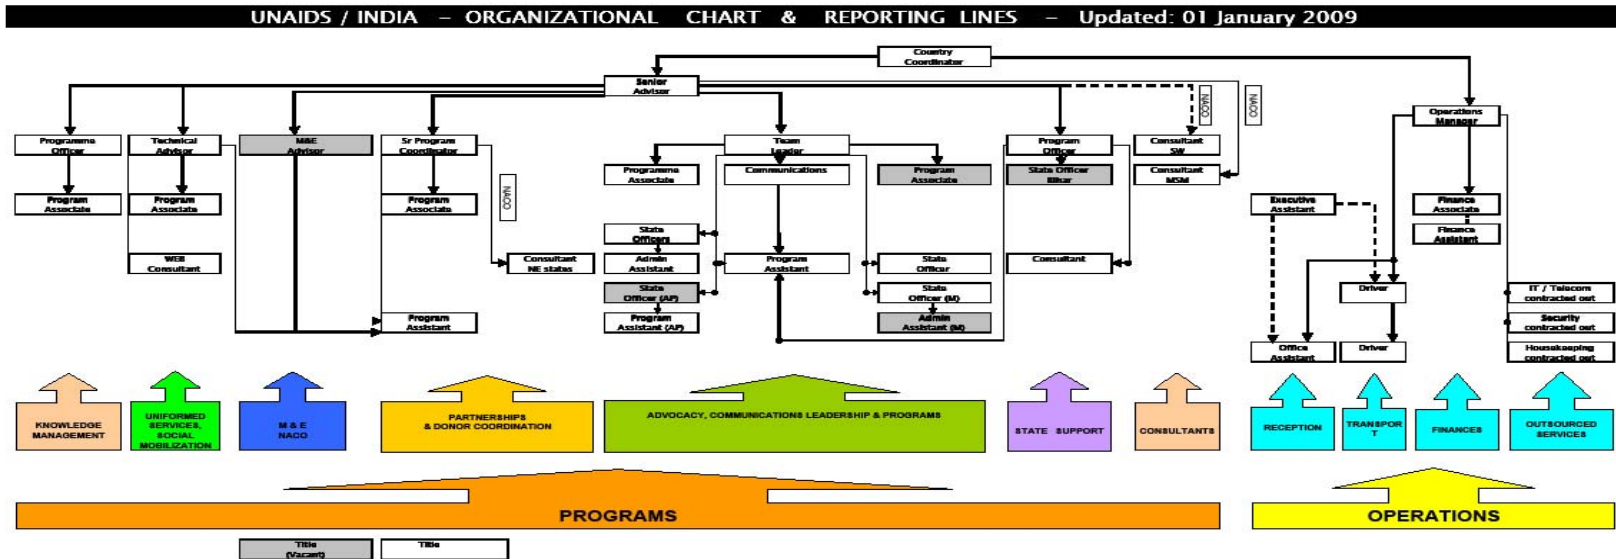 UNAIDS / INDIA – ORGANIZATIONAL CHART & REPORTING LINES – Updated: 01 January 2009
Country
Coordinator
Senior
Advisor
NACO
NACO
Operations
Manager
Programme
Officer
Technical
Advisor
M&E
Advisor
Sr Program
Coordinator
Team
Leader
Program
Officer
Consultant
SW
Programme
Associate
Communications
Program
Associate
State Officer
Bihar
Consultant
MSM
NACO
Program
Associate
Program
Associate
Program
Associate
Executive
Assistant
Finance
Associate
Finance
Assistant
State
Officers
WEB
Consultant
Consultant
NE states
Admin
Assistant
Program
Assistant
State
Officer
Consultant
State
Officer (AP)
State
Officer (M)
Driver
IT / Telecom
contracted out
Program
Assistant
Program
Assistant (AP)
Admin
Assistant (M)
Security
contracted out
Office
Assistant
Driver
Housekeeping
contracted out
KNOWLEDGE
MANAGEMENT
UNIFORMED
SERVICES,
SOCIAL
MOBILIZATION
M & E
NACO
PARTNERSHIPS
& DONOR COORDINATION
ADVOCACY, COMMUNICATIONS LEADERSHIP & PROGRAMS
STATE SUPPORT
CONSULTANTS
RECEPTION
TRANSPOR
T
FINANCES
OUTSOURCED
SERVICES
PROGRAMS
OPERATIONS
Title
(Vacant)
Title